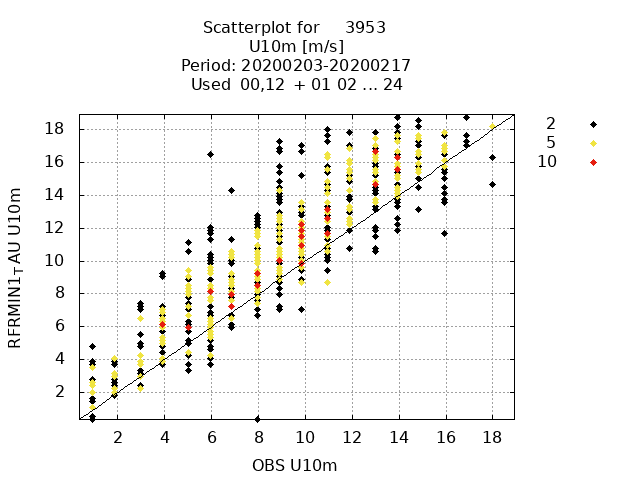 Scatterplot for 3953
U10m [m/s]
Period: 20200203-20200217
Used 00,12 + 01 02 ... 24
18
16
14
12
10
8
6
4
2
RFRMIN1T AU U10m
2 4 6 8 10 12 14 16 18
OBS U10m
2
5
10